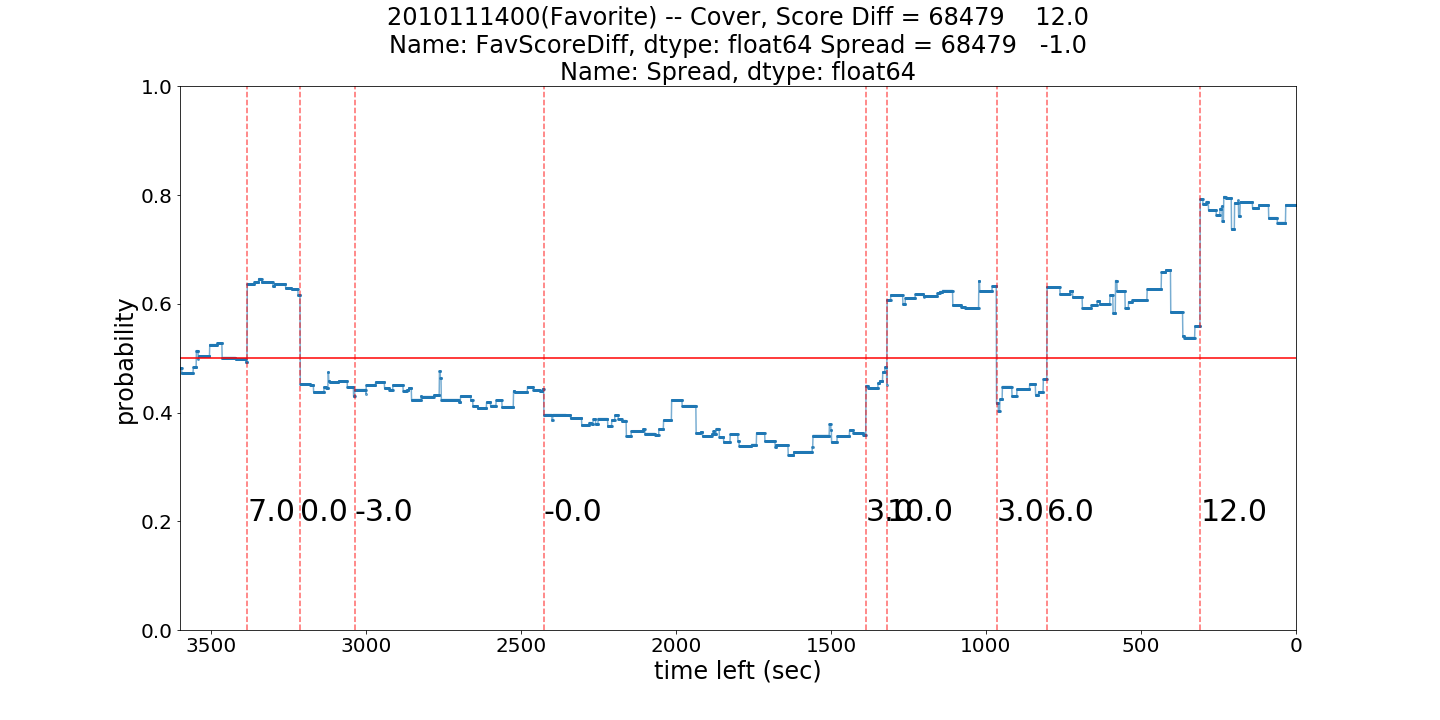 2010111400(Favorite) -- Cover, Score Diff = 68479    12.0
Name: FavScoreDiff, dtype: float64 Spread = 68479   -1.0
Name: Spread, dtype: float64
probability
1.0
0.8
0.6
0.4
0.2
0.0
7.0 0.0 -3.0 -0.0 3.0 10.0 3.0 6.0 12.0
3500 3000 2500 2000 1500 1000 500 0
time left (sec)